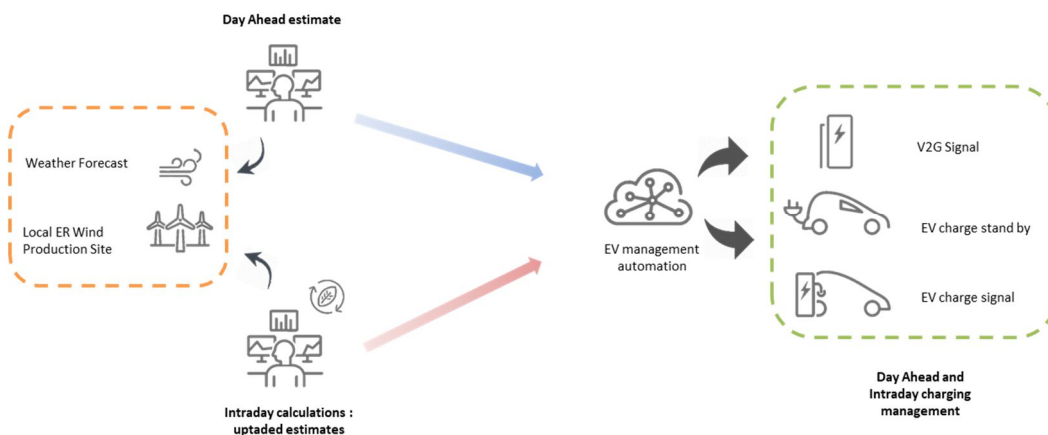 Day Ahead estimate
Weather Forecast
Local ER Wind
Production Site
Intraday calculations :
uptaded estimates
EV management
automation
V2G Signal
EV charge stand by
EV charge signal
Day Ahead and
Intraday charging
management